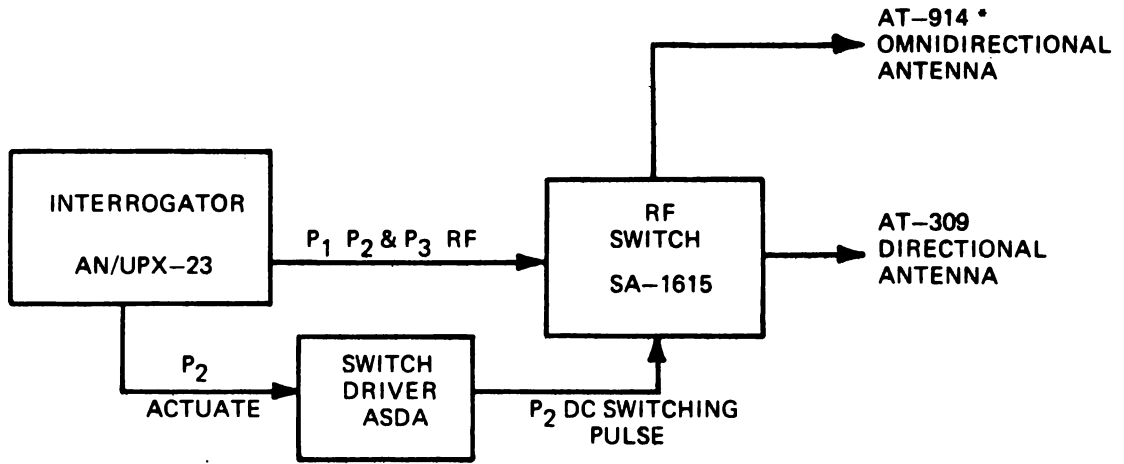 AT-914 *
OMNIDIRECTIONAL
ANTENNA
INTERROGATOR
AN/UPX-23
P1 P2 & P3 RF
RF
SWITCH
SA-1615
AT-309
DIRECTIONAL
ANTENNA
P2
ACTUATE
SWITCH
DRIVER
ASDA
P2 DC SWITCHING
PULSE